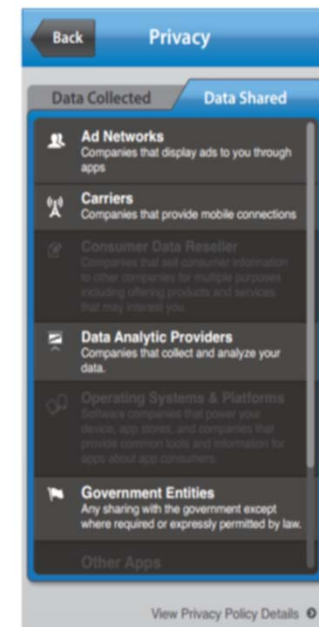 Back
Privacy
Data Collected
Data Shared
Ad Networks
Companies that display ads to you through
apps
Carriers
Companies that provide mobile connections
Consumer Data Reseller
Companies that sell consumer information
to other companies for multiple purposes
including offering products and services
that may interest you.
Data Analytic Providers
Companies that collect and analyze your
data.
Operating Systems & Platforms
Software companies that power your
device, app stores, and companies that
provide common tools and information for
apps about app consumers.
Government Entities
Any sharing with the government except
where required or expressly permitted by law.
Other Apps
View Privacy Policy Details